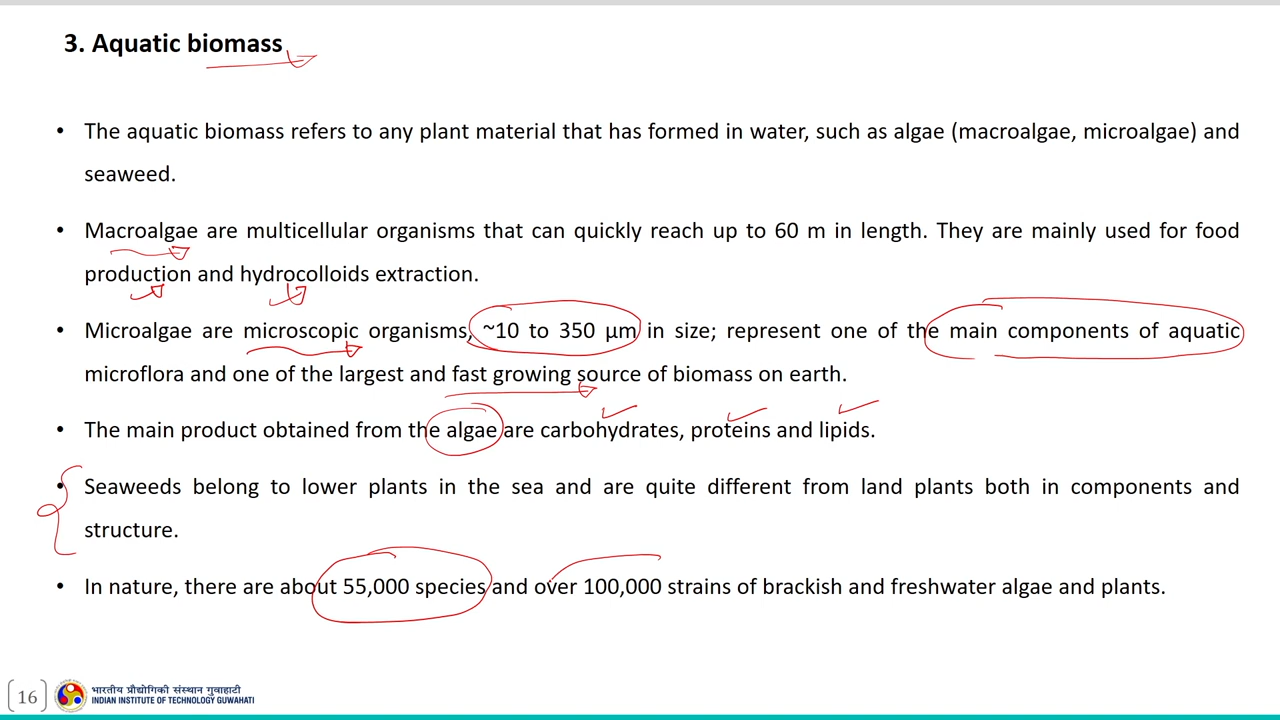 3. Aquatic biomass
• The aquatic biomass refers to any plant material that has formed in water, such as algae (macroalgae, microalgae) and
seaweed.
• Macroalgae are multicellular organisms that can quickly reach up to 60 m in length. They are mainly used for food
production and hydrocolloids extraction.
• Microalgae are microscopic organisms, ~10 to 350 µm in size; represent one of the main components of aquatic
microflora and one of the largest and fast growing source of biomass on earth.
• The main product obtained from the algae are carbohydrates, proteins and lipids.
• Seaweeds belong to lower plants in the sea and are quite different from land plants both in components and
structure.
• In nature, there are about 55,000 species and over 100,000 strains of brackish and freshwater algae and plants.
16
भारतीय प्रौद्योगिकी संस्थान गुवाहाटी
INDIAN INSTITUTE OF TECHNOLOGY GUWAHATI